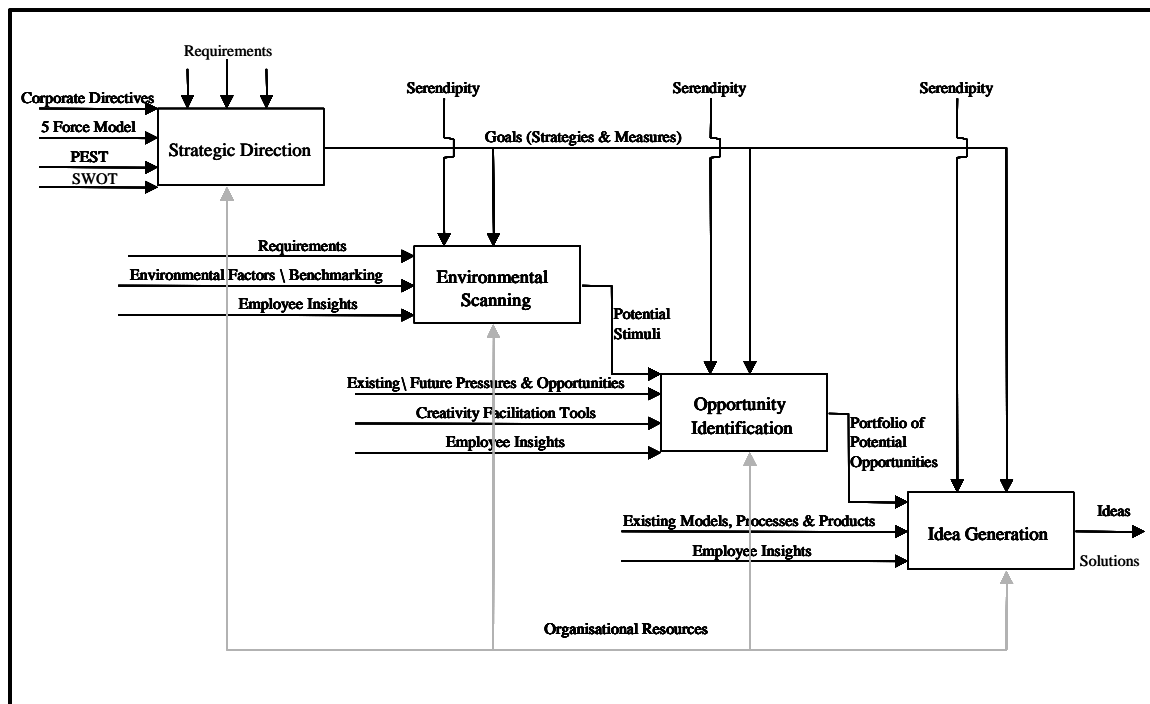 Requirements
Corporate Directives
5 Force Model
PEST
SWOT
Strategic Direction
Serendipity
Serendipity
Serendipity
Goals (Strategies & Measures)
Requirements
Environmental Factors \ Benchmarking
Employee Insights
Environmental
Scanning
Potential
Stimuli
Existing\ Future Pressures & Opportunities
Creativity Facilitation Tools
Employee Insights
Opportunity
Identification
Portfolio of
Potential
Opportunities
Existing Models, Processes & Products
Employee Insights
Idea Generation
Ideas
Solutions
Organisational Resources